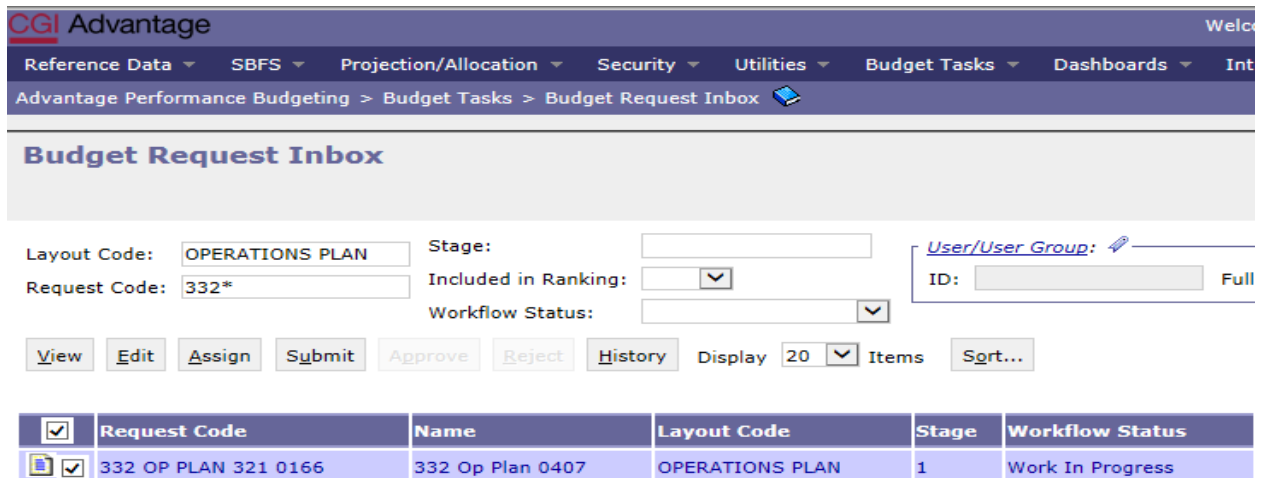 CGI Advantage
Welco
Reference Data SBFS Projection/Allocation Security Utilities Budget Tasks Dashboards Int
Advantage Performance Budgeting > Budget Tasks > Budget Request Inbox
Budget Request Inbox
Layout Code: OPERATIONS PLAN
Request Code: 332*
Stage:
Included in Ranking:
Workflow Status:
User/User Group:
ID: Full
View Edit Assign Submit Approve Reject History Display 20 Items Sort...
Request Code Name Layout Code Stage Workflow Status
332 OP PLAN 321 0166 332 Op Plan 0407 OPERATIONS PLAN 1 Work In Progress